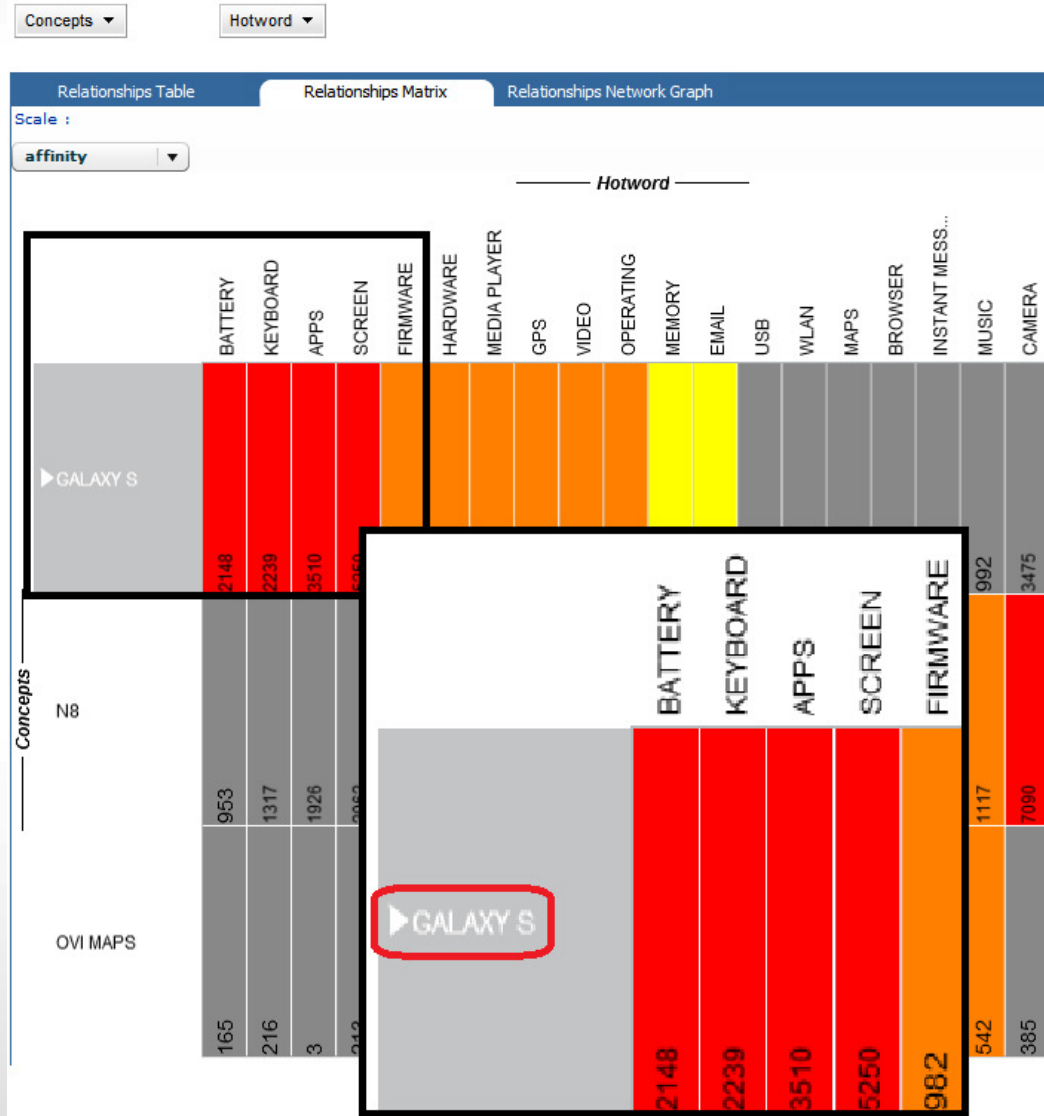 Concepts
Hotword
Relationships Table
Relationships Matrix
Relationships Network Graph
Scale :
affinity
Hotword
BATTERY
KEYBOARD
APPS
SCREEN
FIRMWARE
HARDWARE
MEDIA PLAYER
GPS
VIDEO
OPERATING
MEMORY
EMAIL
USB
WLAN
MAPS
BROWSER
INSTANT MESS...
MUSIC
CAMERA
Concepts
GALAXY S
2148
2239
3510
992
3475
N8
953
1317
1926
1117
7090
OVI MAPS
165
216
3
542
385
BATTERY
KEYBOARD
APPS
SCREEN
FIRMWARE
GALAXY S
2148
2239
3510
5250
982